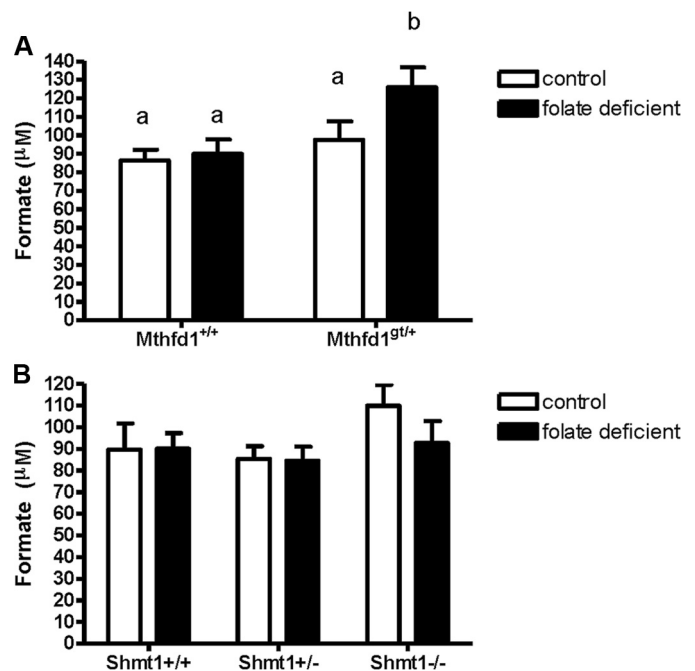 A
Formate (μM)
140
130
120
110
100
90
80
70
60
50
40
30
20
10
0
a
a
a
b
control
folate deficient
Mthfd1+/+
Mthfd1gt/+
B
Formate (μM)
120
110
100
90
80
70
60
50
40
30
20
10
0
control
folate deficient
Shmt1+/+
Shmt1+/-
Shmt1-/-